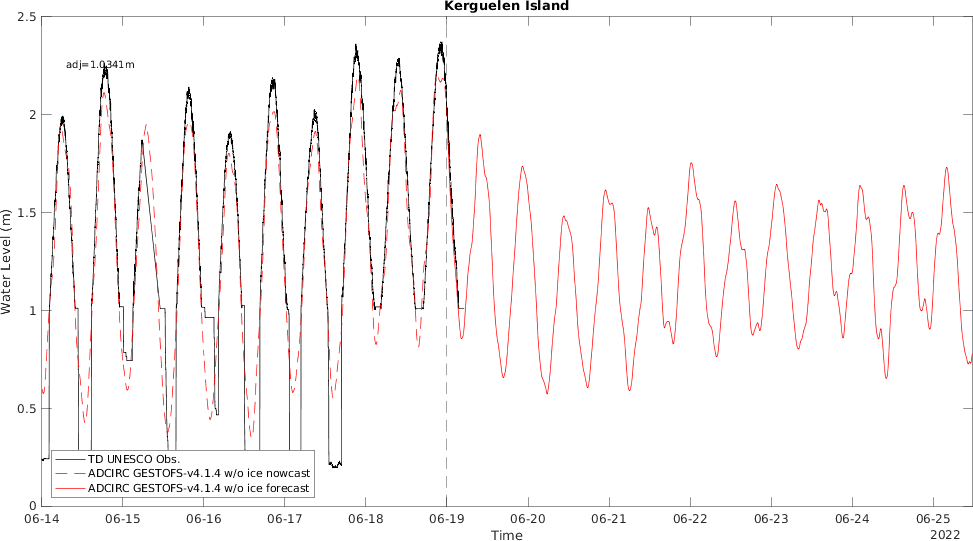 Kerguelen Island
2.5
adj=1.0341m
2
1.5
Water Level (m)
1
0.5
TD UNESCO Obs.
ADCIRC GESTOFS-v4.1.4 w/o ice nowcast
ADCIRC GESTOFS-v4.1.4 w/o ice forecast
0
06-14 06-15 06-16 06-17 06-18 06-19 06-20 06-21 06-22 06-23 06-24 06-25
Time 2022